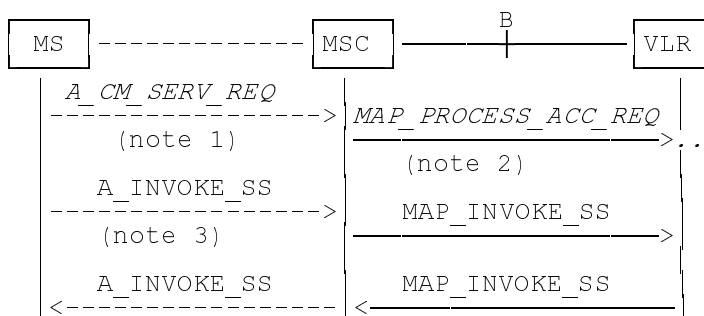 B
MS MSC VLR
A_CM_SERV_REQ
MAP_PROCESS_ACC_REQ
(note 1)
..
(note 2)
A_INVOKE_SS
MAP_INVOKE_SS
(note 3)
A_INVOKE_SS MAP_INVOKE_SS